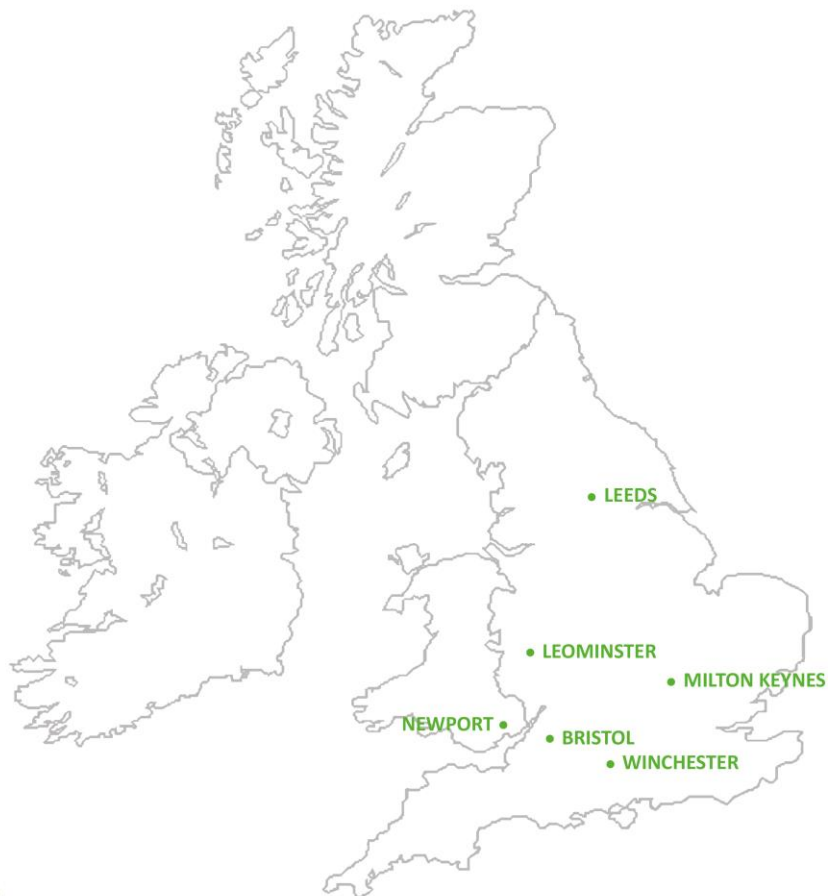 LEEDS
LEOMINSTER
MILTON KEYNES
NEWPORT
BRISTOL
WINCHESTER